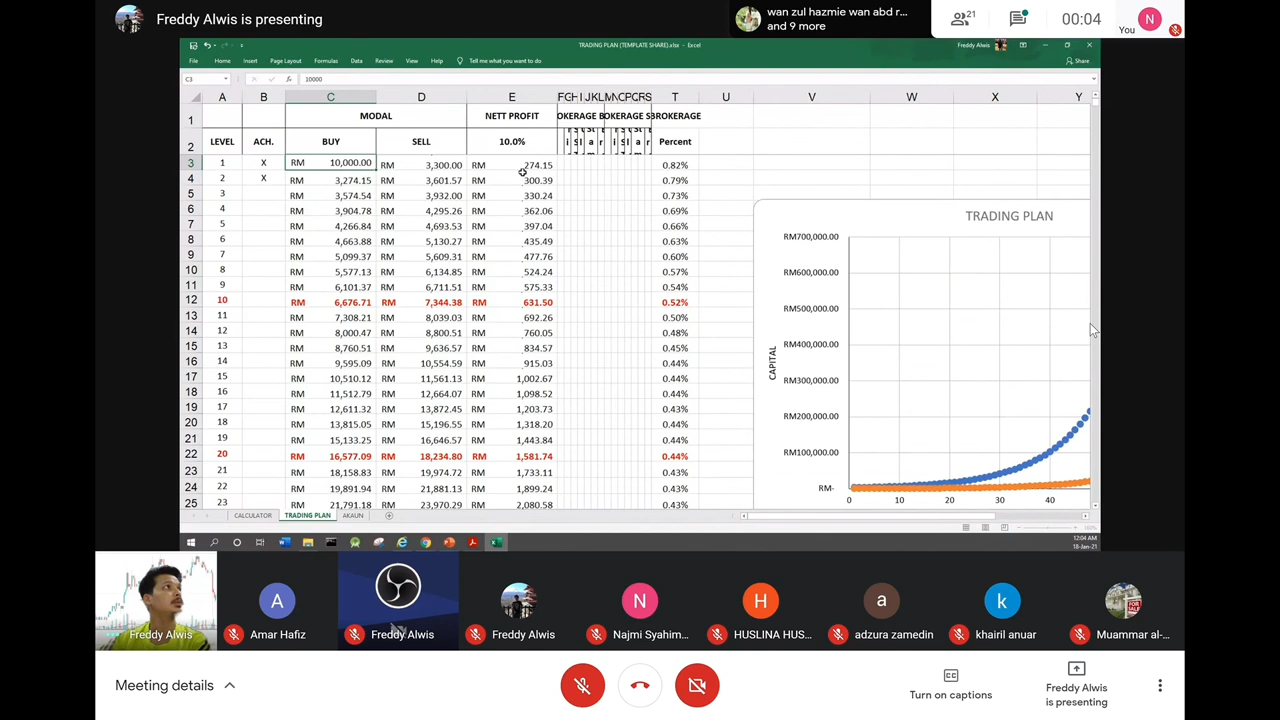 Freddy Alwis is presenting
wan zul hazmie wan abd r...
and 9 more
21
00:04
N
You
TRADING PLAN (TEMPLATE SHARE).xlsx - Excel
Freddy Alwis
File Home Insert Page Layout Formulas Data Review View Help Tell me what you want to do
Share
C3 10000
A B C D E T U V W X Y
1 MODAL NETT PROFIT BROKERAGE
2 LEVEL ACH. BUY SELL 10.0% Percent
3 1 X RM 10,000.00 RM 3,300.00 RM 274.15 0.82%
4 2 X RM 3,274.15 RM 3,601.57 RM 300.39 0.79%
5 3 RM 3,574.54 RM 3,932.00 RM 330.24 0.73%
6 4 RM 3,904.78 RM 4,295.26 RM 362.06 0.69%
7 5 RM 4,266.84 RM 4,693.53 RM 397.04 0.66%
8 6 RM 4,663.88 RM 5,130.27 RM 435.49 0.63%
9 7 RM 5,099.37 RM 5,609.31 RM 477.76 0.60%
10 8 RM 5,577.13 RM 6,134.85 RM 524.24 0.57%
11 9 RM 6,101.37 RM 6,711.51 RM 575.33 0.54%
12 10 RM 6,676.71 RM 7,344.38 RM 631.50 0.52%
13 11 RM 7,308.21 RM 8,039.03 RM 692.26 0.50%
14 12 RM 8,000.47 RM 8,800.51 RM 760.05 0.48%
15 13 RM 8,760.51 RM 9,636.57 RM 834.57 0.45%
16 14 RM 9,595.09 RM 10,554.59 RM 915.03 0.44%
17 15 RM 10,510.12 RM 11,561.13 RM 1,002.67 0.44%
18 16 RM 11,512.79 RM 12,664.07 RM 1,098.52 0.44%
19 17 RM 12,611.32 RM 13,872.45 RM 1,203.73 0.43%
20 18 RM 13,815.05 RM 15,196.55 RM 1,318.20 0.44%
21 19 RM 15,133.25 RM 16,646.57 RM 1,443.84 0.44%
22 20 RM 16,577.09 RM 18,234.80 RM 1,581.74 0.44%
23 21 RM 18,158.83 RM 19,974.72 RM 1,733.11 0.43%
24 22 RM 19,891.94 RM 21,881.13 RM 1,899.24 0.43%
25 23 RM 21,791.18 RM 23,970.29 RM 2,080.58 0.43%
TRADING PLAN
CAPITAL
RM700,000.00
RM600,000.00
RM500,000.00
RM400,000.00
RM300,000.00
RM200,000.00
RM100,000.00
RM-
0 10 20 30 40
CALCULATOR TRADING PLAN AKAUN
12:04 AM
18-Jan-21
A N H a k
Freddy Alwis
Amar Hafiz
Freddy Alwis
Freddy Alwis
Najmi Syahim...
HUSLINA HUS...
adzura zamzelin
khairil anuar
Muammar al-...
Meeting details
Turn on captions
Freddy Alwis
is presenting